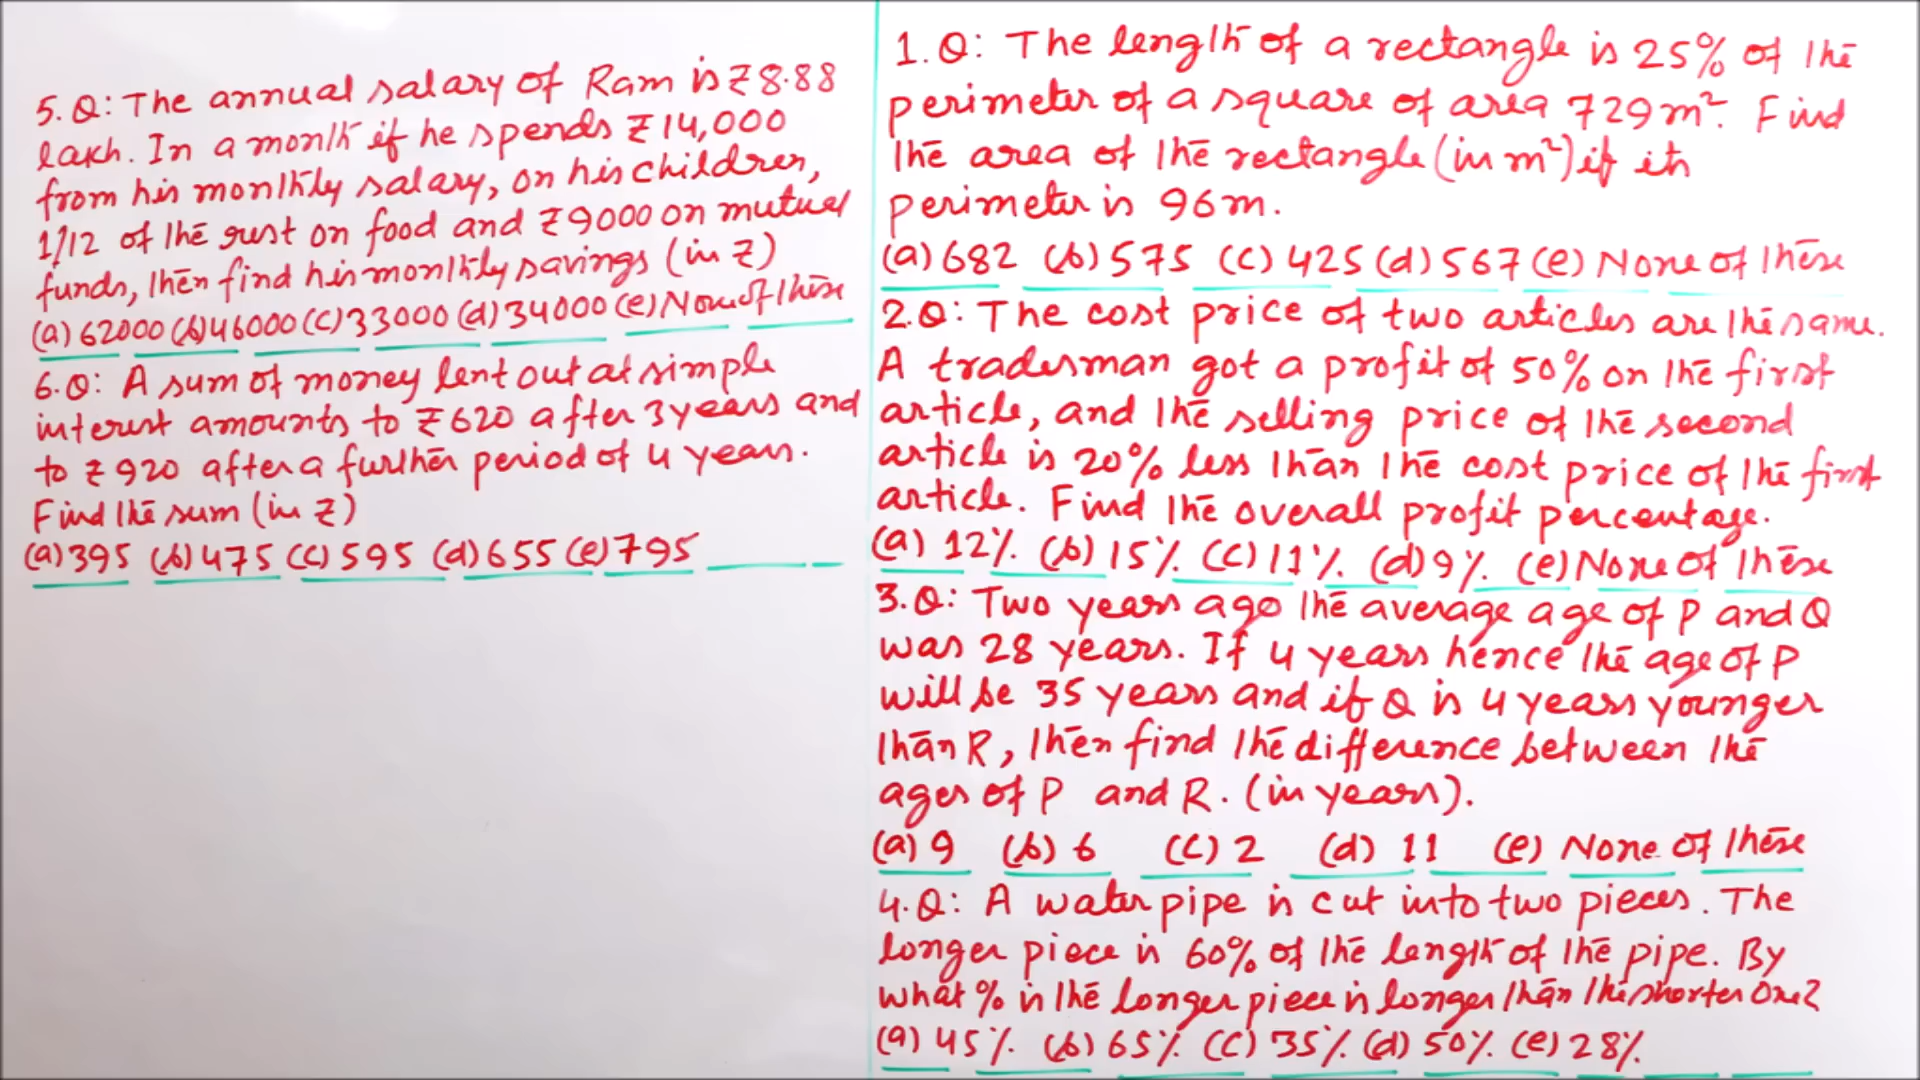 5.Q: The annual salary of Ram is ₹8.88
lakh. In a month if he spends ₹14,000
from his monthly salary, on his children,
1/12 of the rest on food and ₹9000 on mutual
funds, then find his monthly savings (in ₹)
(a) 62000 (b) 46000 (c) 33000 (d) 34000 (e) None of these
6.Q: A sum of money lent out at simple
interest amounts to ₹620 after 3 years and
to ₹920 after a further period of 4 years.
Find the sum (in ₹)
(a) 395 (b) 475 (c) 595 (d) 655 (e) 795
1.Q: The length of a rectangle is 25% of the
perimeter of a square of area 729 m². Find
the area of the rectangle (in m²) if its
perimeter is 96m.
(a) 682 (b) 575 (c) 425 (d) 567 (e) None of these
2.Q: The cost price of two articles are the same.
A tradesman got a profit of 50% on the first
article, and the selling price of the second
article is 20% less than the cost price of the first
article. Find the overall profit percentage.
(a) 12% (b) 15% (c) 11% (d) 9% (e) None of these
3.Q: Two years ago the average age of P and Q
was 28 years. If 4 years hence the age of P
will be 35 years and if Q is 4 years younger
than R, then find the difference between the
ages of P and R. (in years).
(a) 9 (b) 6 (c) 2 (d) 11 (e) None of these
4.Q: A water pipe is cut into two pieces. The
longer piece is 60% of the length of the pipe. By
what % is the longer piece is longer than the shorter one?
(a) 45% (b) 65% (c) 35% (d) 50% (e) 28%